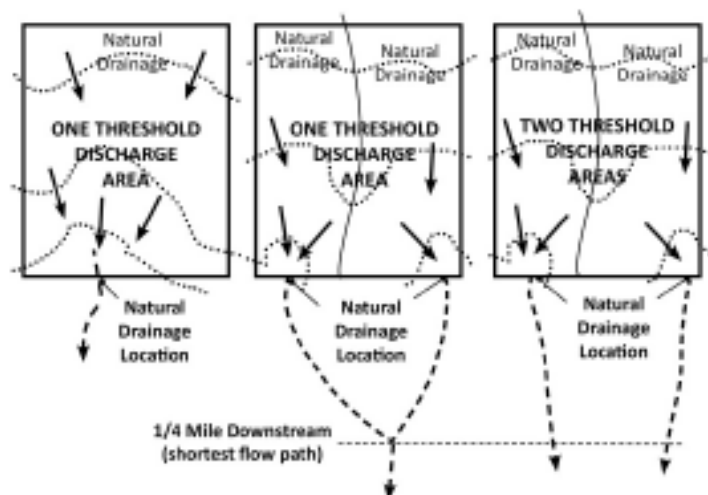 Natural
Drainage
ONE THRESHOLD
DISCHARGE
AREA
Natural
Drainage
Location
Natural
Drainage
Natural
Drainage
ONE THRESHOLD
DISCHARGE
AREA
Natural
Drainage
Location
Natural
Drainage
Natural
Drainage
TWO THRESHOLD
DISCHARGE
AREAS
Natural
Drainage
Location
1/4 Mile Downstream
(shortest flow path)